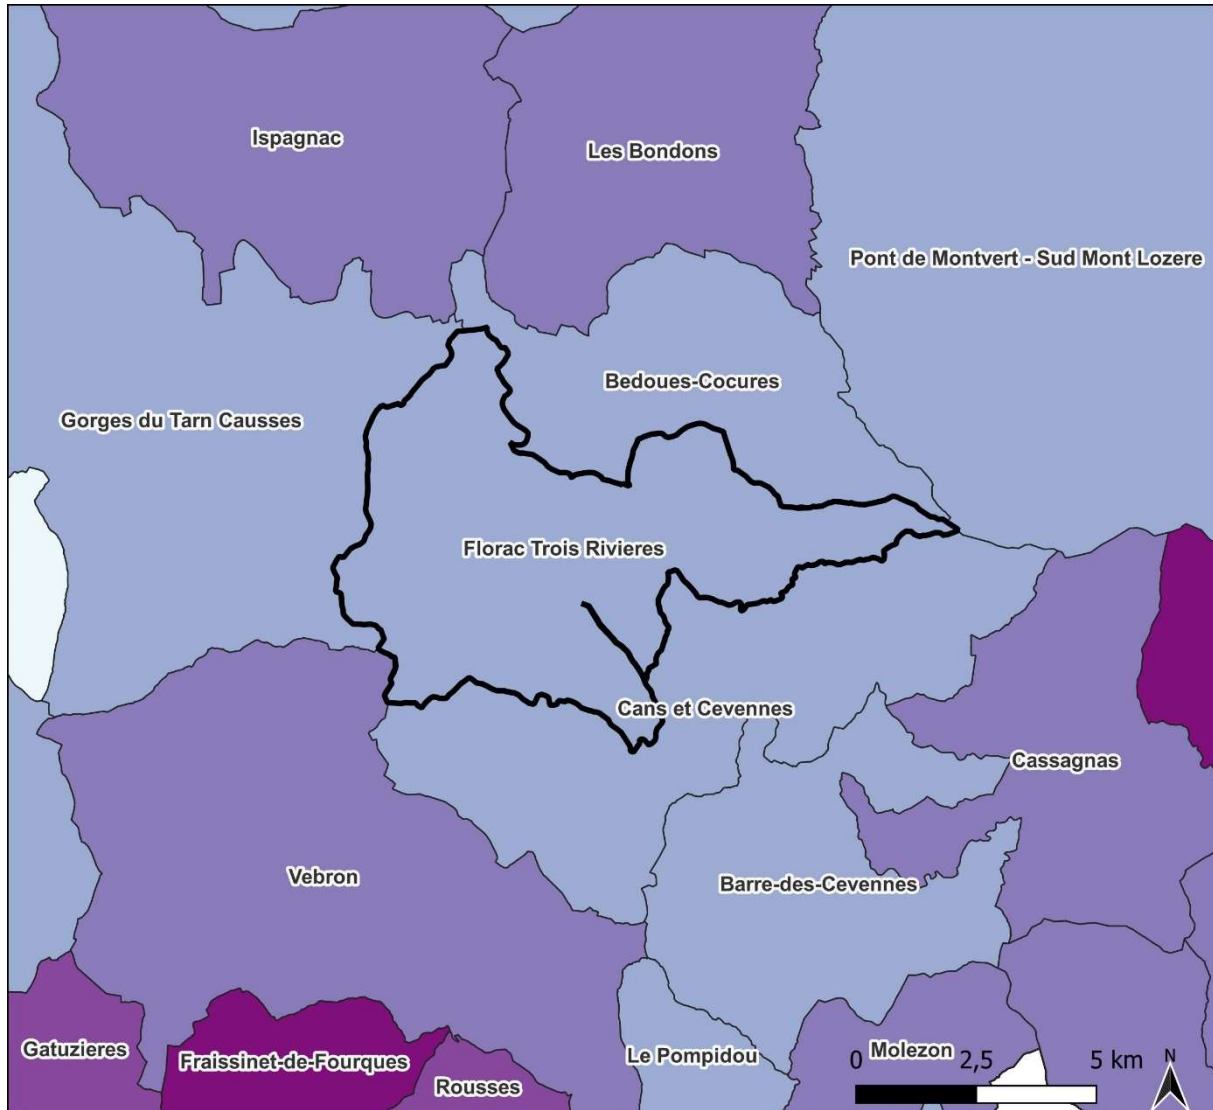 Ispagnac
Les Bondons
Pont de Montvert - Sud Mont Lozere
Bedoues-Cocures
Gorges du Tarn Causses
Florac Trois Rivieres
Cans et Cevennes
Cassagnas
Vebron
Barre-des-Cevennes
Gatuzieres
Fraissinet-de-Fourques
Rousses
Le Pompidou
Molezon
0 2,5 5 km
N